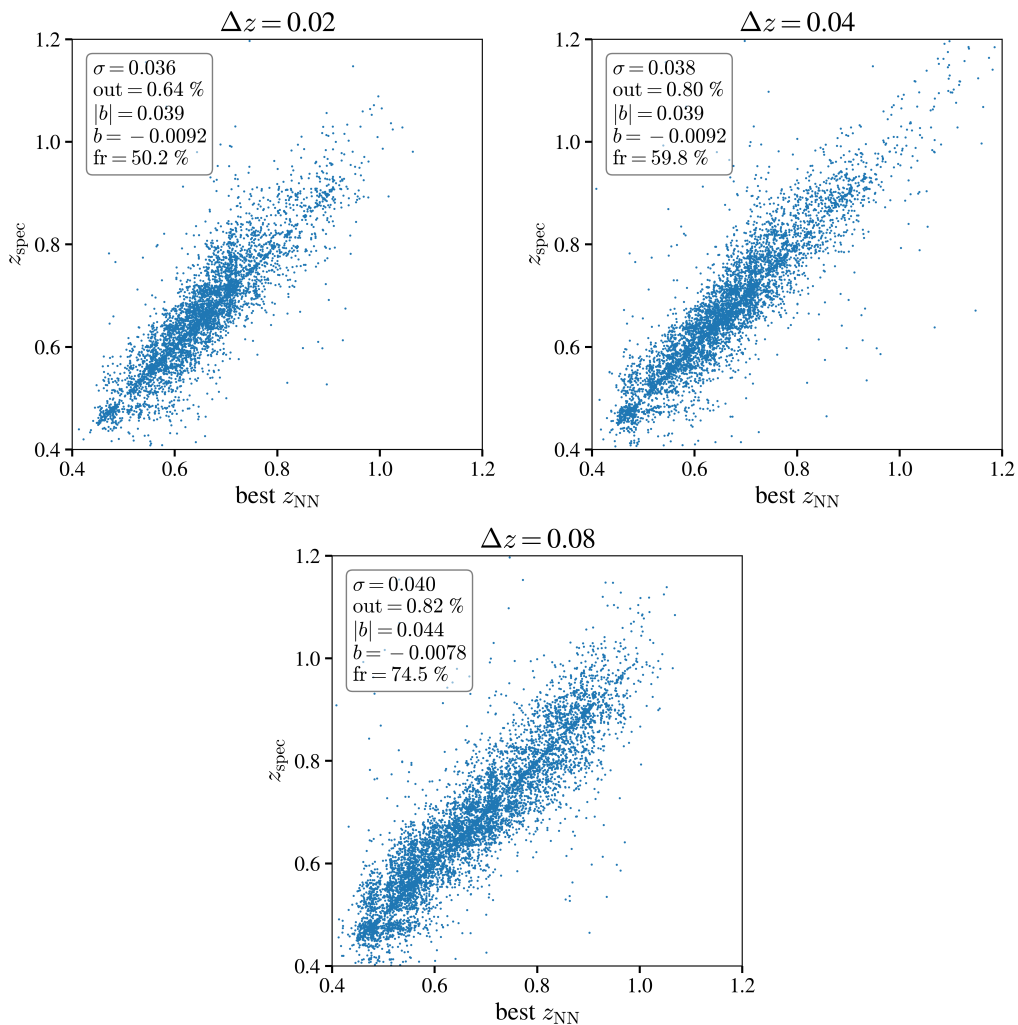 Δz = 0.02
1.2
1.0
0.8
0.6
0.4
z_spec
σ = 0.036
out = 0.64 %
|b| = 0.039
b = − 0.0092
fr = 50.2 %
0.4 0.6 0.8 1.0 1.2
best z_NN
Δz = 0.04
1.2
1.0
0.8
0.6
0.4
z_spec
σ = 0.038
out = 0.80 %
|b| = 0.039
b = − 0.0092
fr = 59.8 %
0.4 0.6 0.8 1.0 1.2
best z_NN
Δz = 0.08
1.2
1.0
0.8
0.6
0.4
z_spec
σ = 0.040
out = 0.82 %
|b| = 0.044
b = − 0.0078
fr = 74.5 %
0.4 0.6 0.8 1.0 1.2
best z_NN